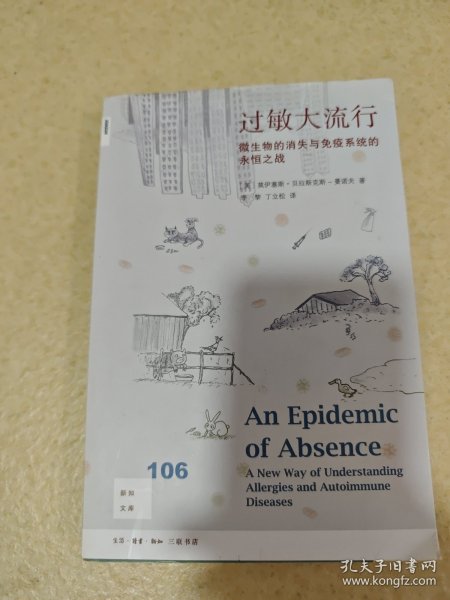 过敏大流行
微生物的消失与免疫系统的
永恒之战
[美] 莫伊塞斯·贝拉斯克斯-曼诺夫 著
李黎 丁立松 译
An Epidemic
of Absence
A New Way of Understanding
Allergies and Autoimmune
Diseases
106
新知
文库
生活·读书·新知 三联书店
孔夫子旧书网
www.kongfz.com